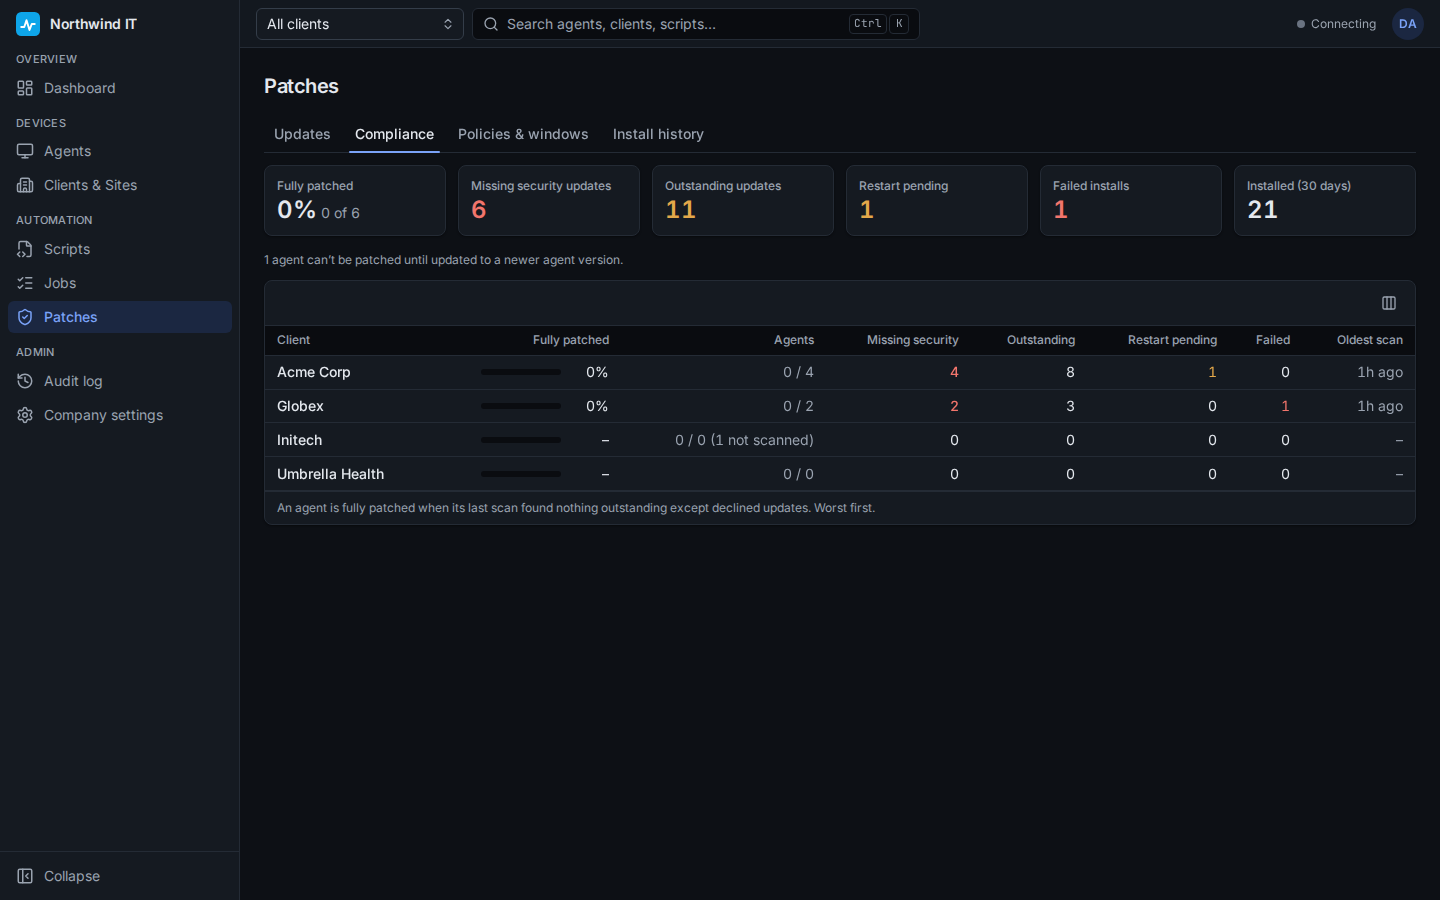 Northwind IT
All clients
Search agents, clients, scripts...
Ctrl K
Connecting
DA
OVERVIEW
Dashboard
DEVICES
Agents
Clients & Sites
AUTOMATION
Scripts
Jobs
Patches
ADMIN
Audit log
Company settings
Collapse
Patches
Updates Compliance Policies & windows Install history
Fully patched
0% 0 of 6
Missing security updates
6
Outstanding updates
11
Restart pending
1
Failed installs
1
Installed (30 days)
21
1 agent can’t be patched until updated to a newer agent version.
Client Fully patched Agents Missing security Outstanding Restart pending Failed Oldest scan
Acme Corp 0% 0 / 4 4 8 1 0 1h ago
Globex 0% 0 / 2 2 3 0 1 1h ago
Initech – 0 / 0 (1 not scanned) 0 0 0 0 –
Umbrella Health – 0 / 0 0 0 0 0 –
An agent is fully patched when its last scan found nothing outstanding except declined updates. Worst first.